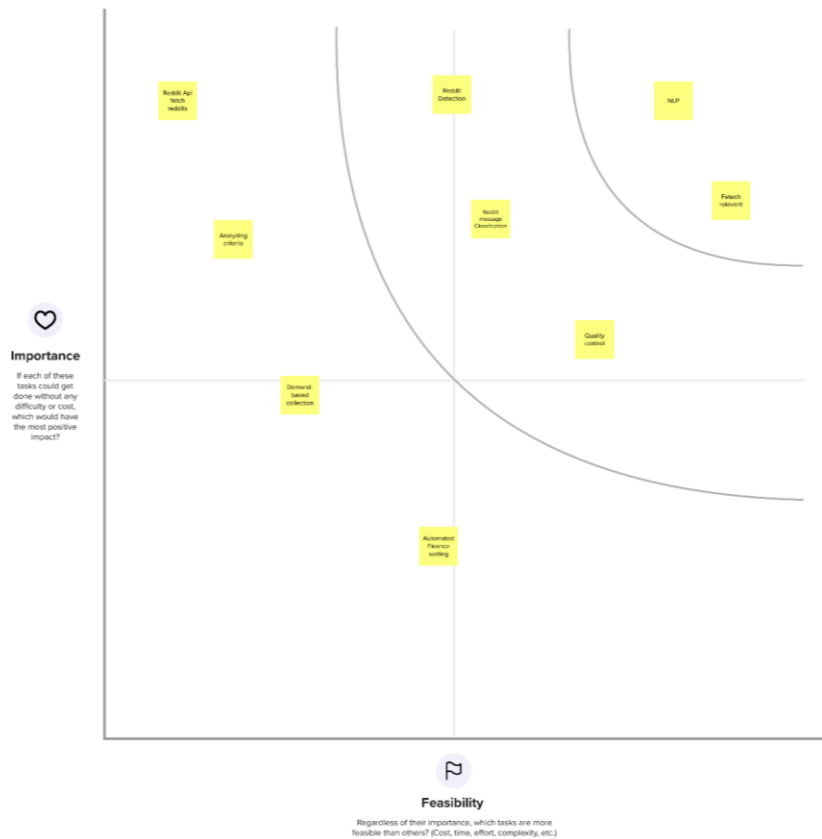 Reddit Api
fetch
reddits
Reddit
Detection
NLP
Fetech
relevant
Reddit
message
Classification
Analyzing
criteria
Quality
control
Importance
If each of these
tasks could get
done without any
difficulty or cost,
which would have
the most positive
impact?
Demand-
based
collection
Automated
Finance
sorting
Feasibility
Regardless of their importance, which tasks are more
feasible than others? (Cost, time, effort, complexity, etc.)